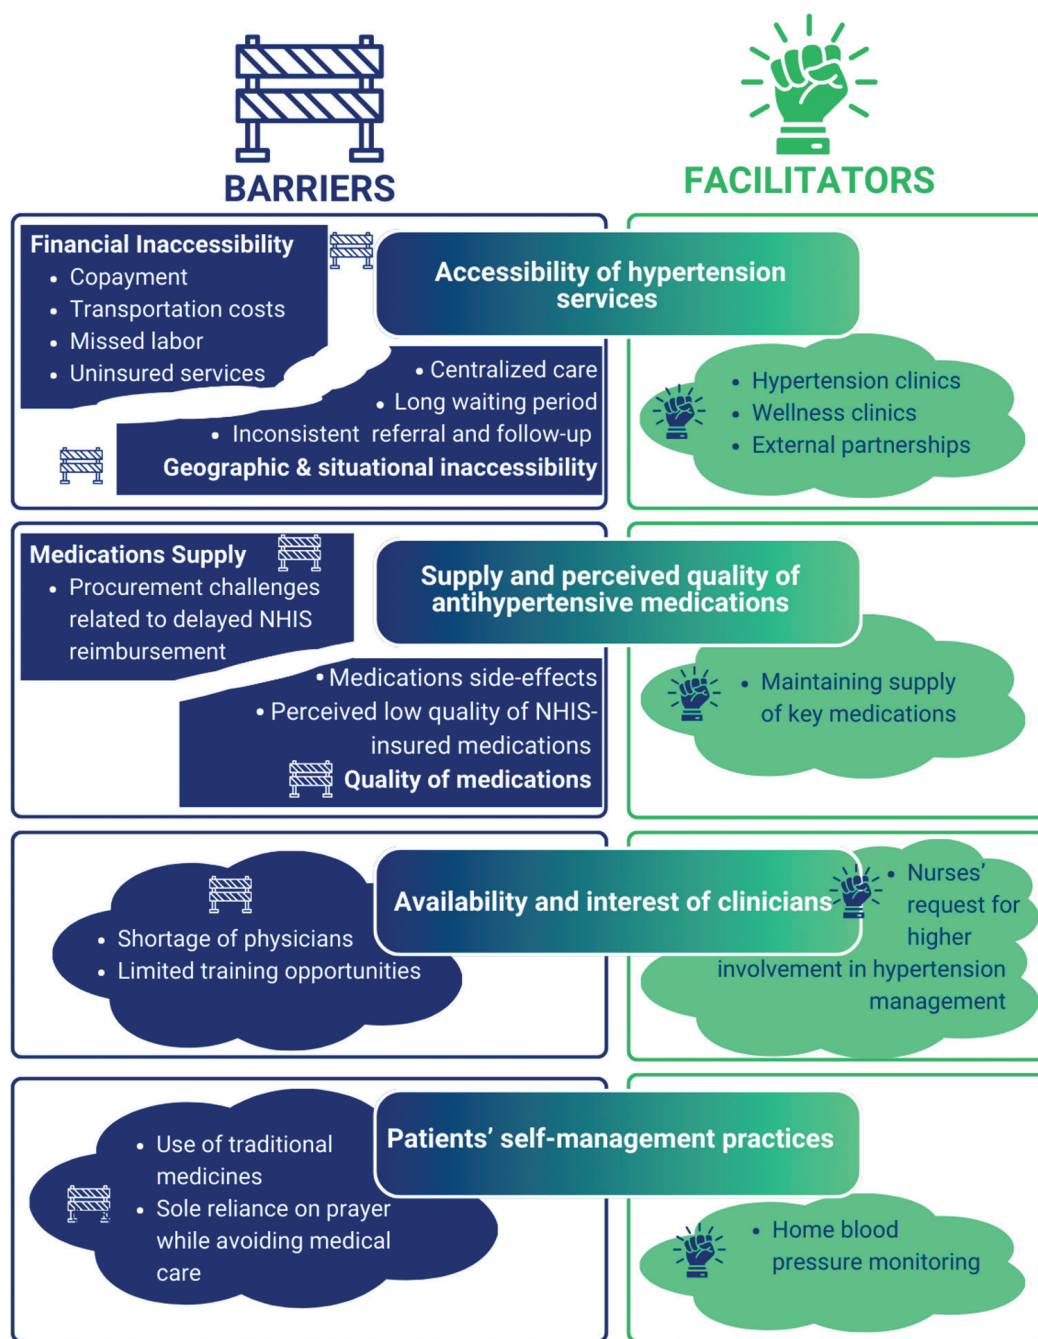 BARRIERS
FACILITATORS
Accessibility of hypertension
services
Financial Inaccessibility
• Copayment
• Transportation costs
• Missed labor
• Uninsured services
• Centralized care
• Long waiting period
• Inconsistent referral and follow-up
Geographic & situational inaccessibility
• Hypertension clinics
• Wellness clinics
• External partnerships
Supply and perceived quality of
antihypertensive medications
Medications Supply
• Procurement challenges
related to delayed NHIS
reimbursement
• Medications side-effects
• Perceived low quality of NHIS-
insured medications
Quality of medications
• Maintaining supply
of key medications
Availability and interest of clinicians
• Shortage of physicians
• Limited training opportunities
• Nurses’
request for
higher
involvement in hypertension
management
Patients’ self-management practices
• Use of traditional
medicines
• Sole reliance on prayer
while avoiding medical
care
• Home blood
pressure monitoring